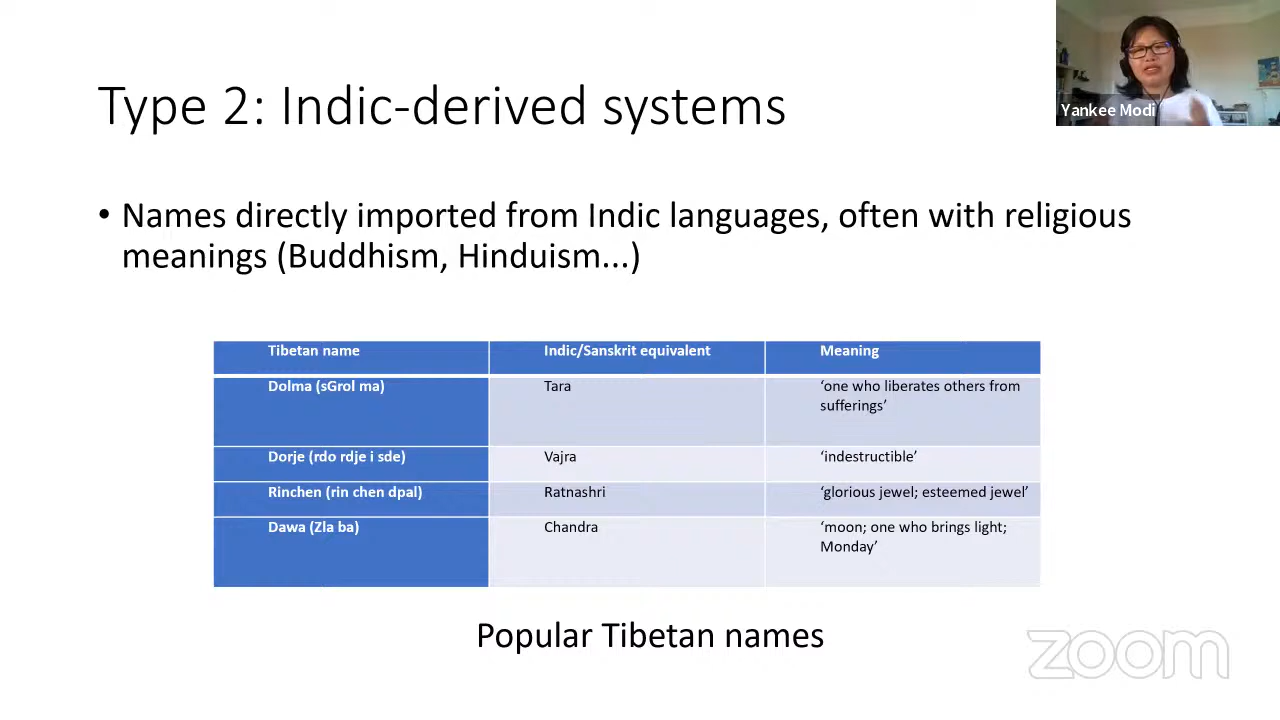 Type 2: Indic-derived systems
Yankee Modi
• Names directly imported from Indic languages, often with religious
meanings (Buddhism, Hinduism...)
Tibetan name Indic/Sanskrit equivalent Meaning
Dolma (sGrol ma) Tara ‘one who liberates others from
sufferings’
Dorje (rdo rdje i sde) Vajra ‘indestructible’
Rinchen (rin chen dpal) Ratnashri ‘glorious jewel; esteemed jewel’
Dawa (Zla ba) Chandra ‘moon; one who brings light;
Monday’
Popular Tibetan names
zoom